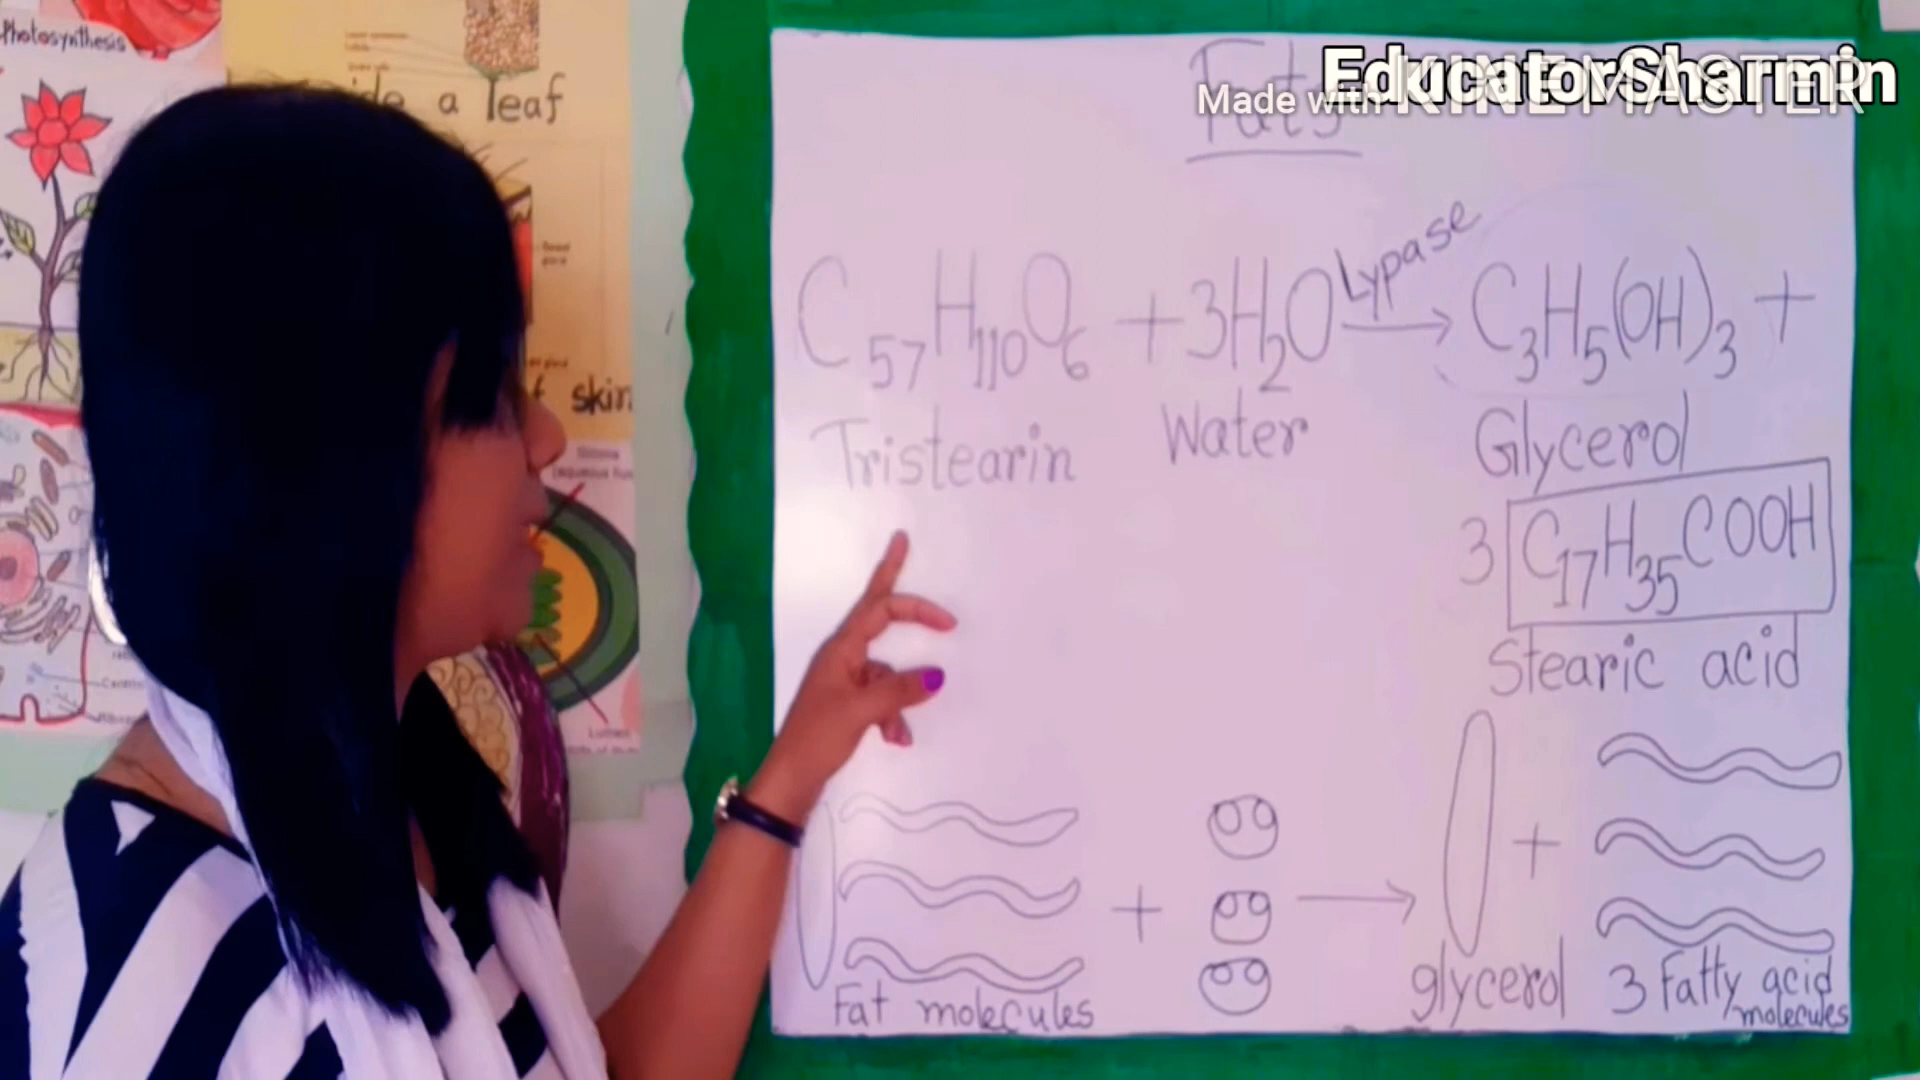 Photosynthesis
a leaf
skin
EducatorSharmin
Made with KINEMASTER
Fats
Lypase
C57H110O6 + 3H2O → C3H5(OH)3 +
Tristearin Water Glycerol
3 C17H35COOH
Stearic acid
+ → +
Fat molecules glycerol 3 Fatty acid
molecules